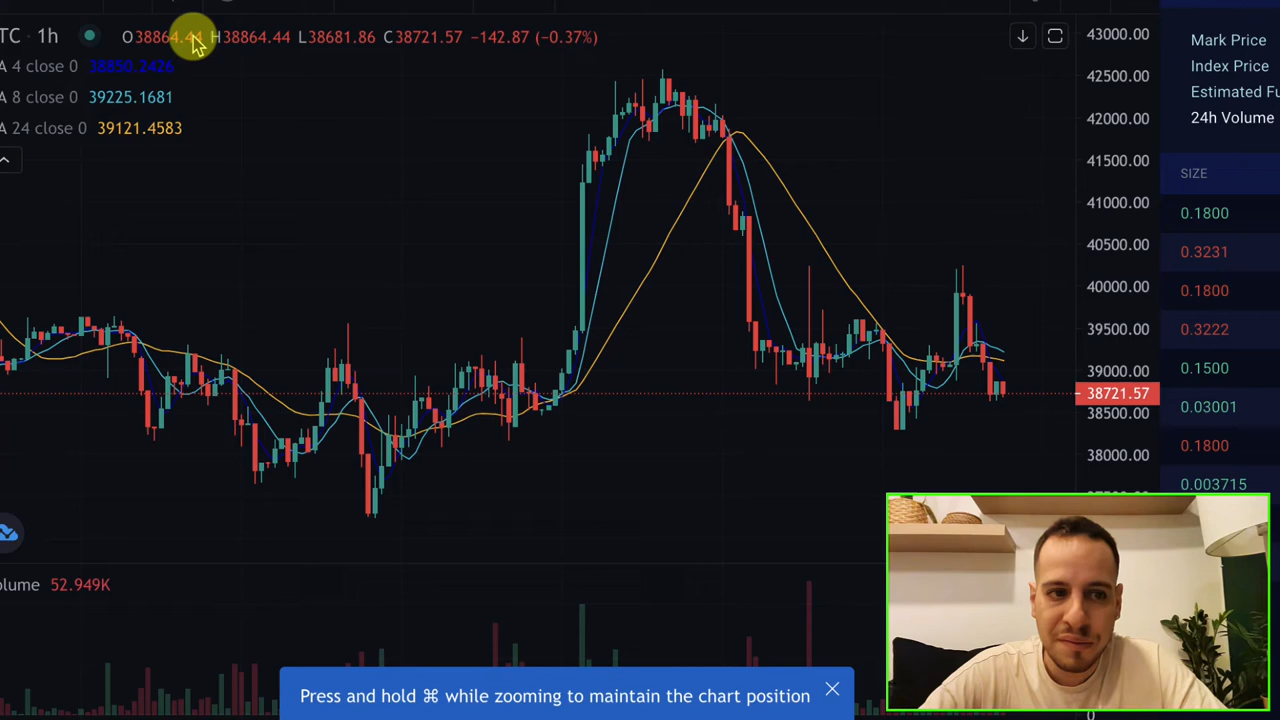 TC · 1h O38864.44 H38864.44 L38681.86 C38721.57 −142.87 (−0.37%)
A 4 close 0 38850.2426
A 8 close 0 39225.1681
A 24 close 0 39121.4583
43000.00
42500.00
42000.00
41500.00
41000.00
40500.00
40000.00
39500.00
39000.00
38721.57
38500.00
38000.00
Mark Price
Index Price
Estimated Fu
24h Volume
SIZE
0.1800
0.3231
0.1800
0.3222
0.1500
0.03001
0.1800
0.003715
olume 52.949K
0
Press and hold ⌘ while zooming to maintain the chart position